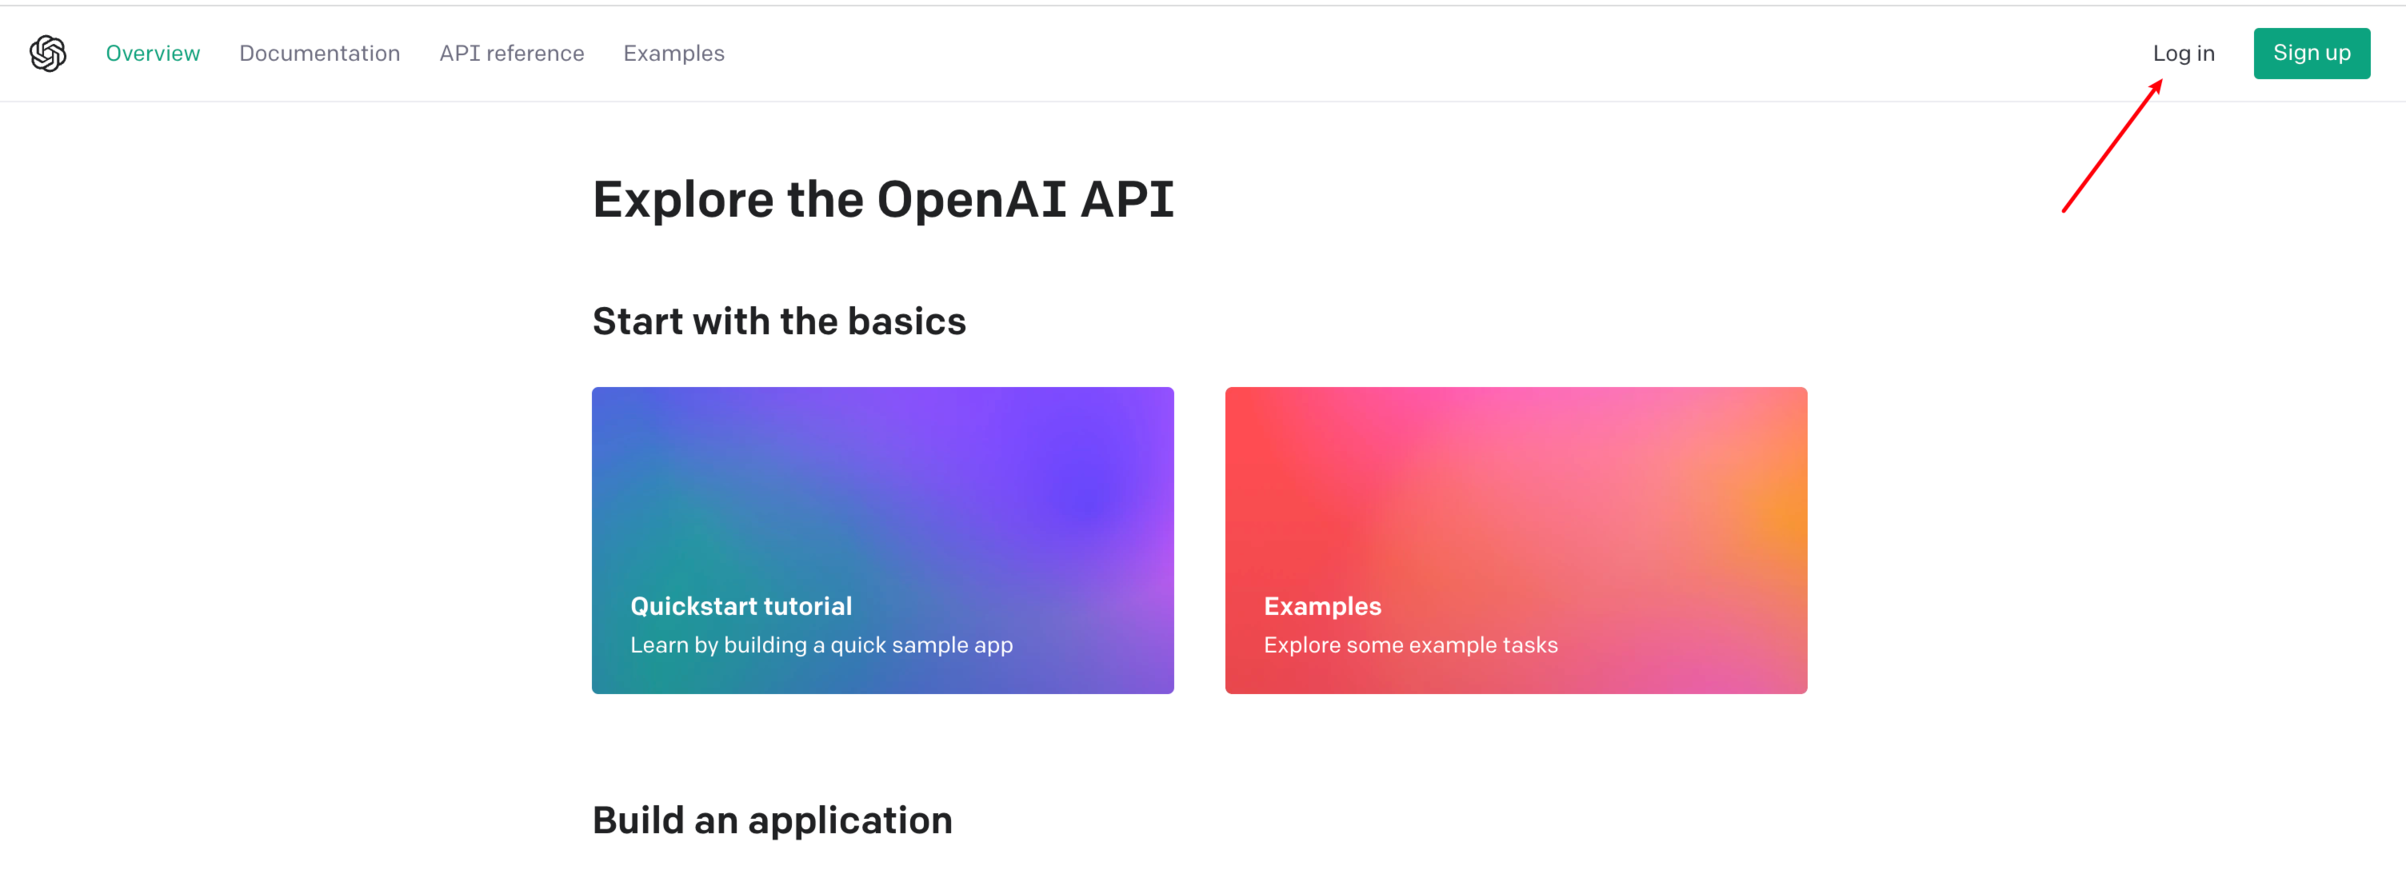 Overview Documentation API reference Examples Log in Sign up
Explore the OpenAI API
Start with the basics
Quickstart tutorial
Learn by building a quick sample app
Examples
Explore some example tasks
Build an application